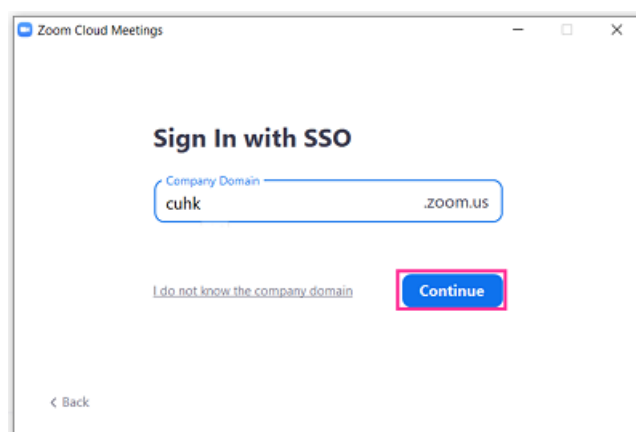 Zoom Cloud Meetings
Sign In with SSO
Company Domain
cuhk .zoom.us
I do not know the company domain Continue
Back